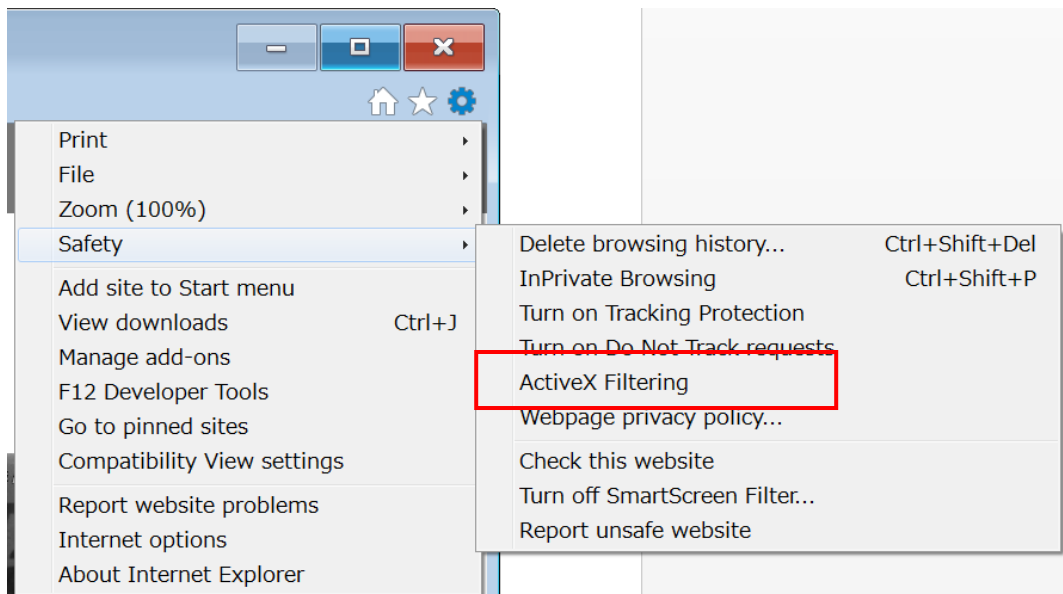 Print
File
Zoom (100%)
Safety
Add site to Start menu
View downloads Ctrl+J
Manage add-ons
F12 Developer Tools
Go to pinned sites
Compatibility View settings
Report website problems
Internet options
About Internet Explorer
Delete browsing history... Ctrl+Shift+Del
InPrivate Browsing Ctrl+Shift+P
Turn on Tracking Protection
Turn on Do Not Track requests
ActiveX Filtering
Webpage privacy policy...
Check this website
Turn off SmartScreen Filter...
Report unsafe website